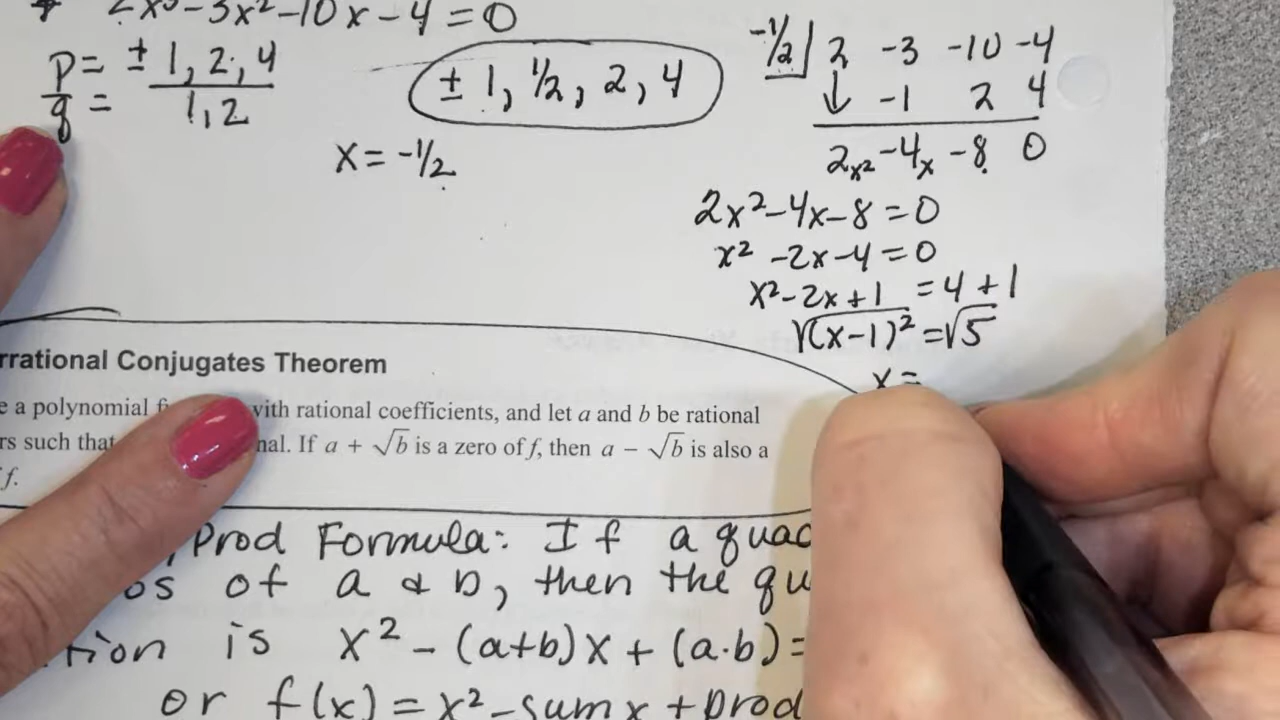 2x³-3x²-10x-4=0
p = ± 1, 2, 4
q = 1, 2
± 1, ½, 2, 4
x = -½
-½ 2 -3 -10 -4
↓ -1 2 4
2x² -4x -8 0
2x²-4x-8=0
x²-2x-4=0
x²-2x+1=4+1
√(x-1)²=√5
x=
rrational Conjugates Theorem
e a polynomial with rational coefficients, and let a and b be rational
rs such that nal. If a + √b is a zero of f, then a − √b is also a
f.
Prod Formula: If a quad
os of a & b, then the qu
tion is x² - (a+b)x + (a·b) =
or f(x) = x² - sum x + prod